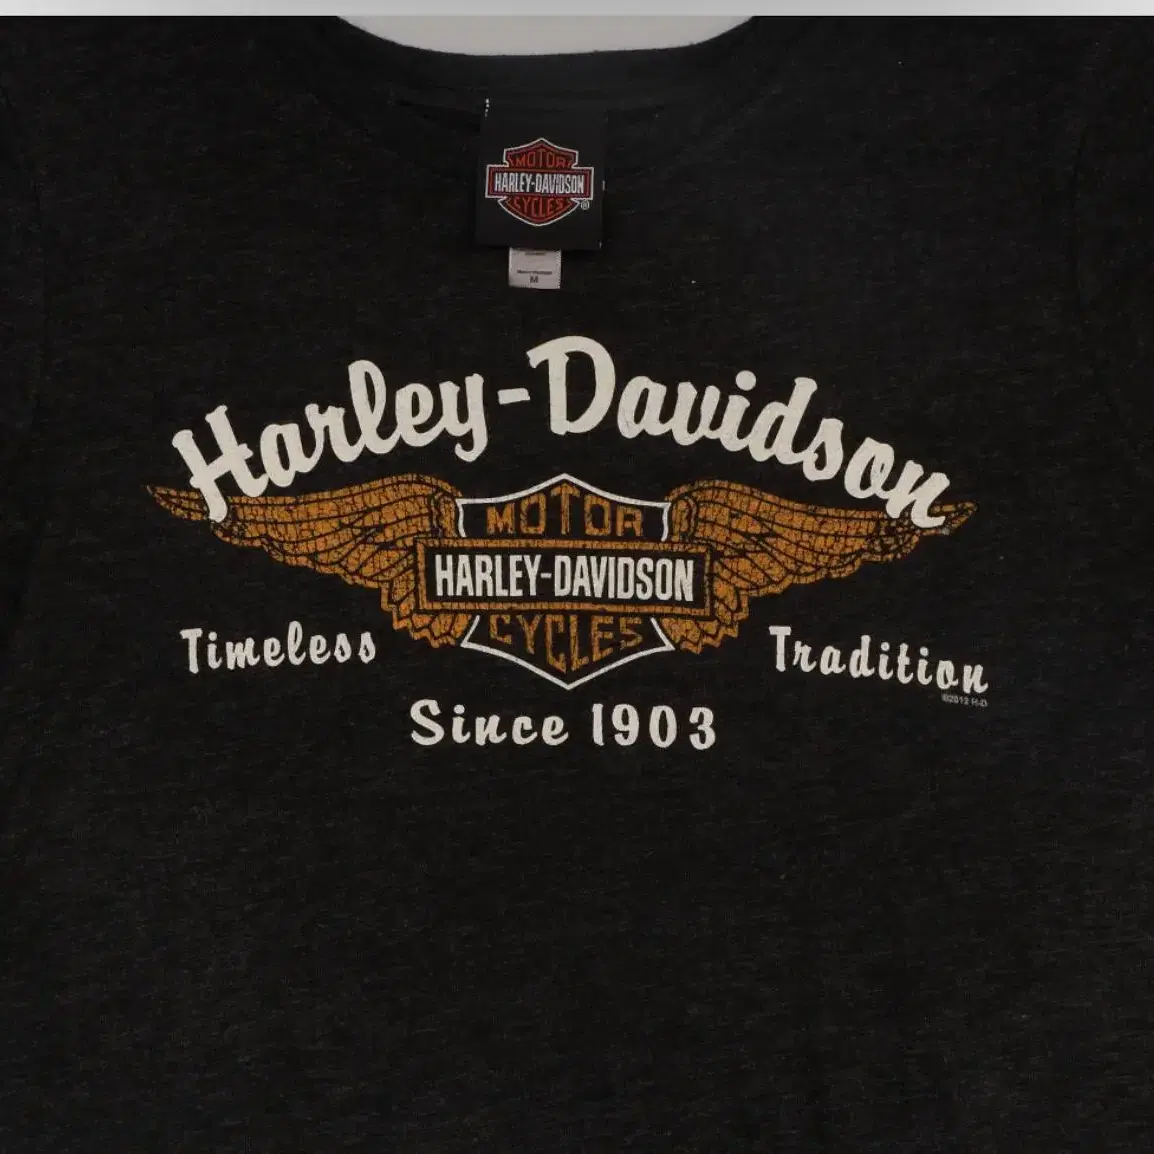 MOTOR
HARLEY-DAVIDSON
CYCLES®
M
Harley-Davidson
MOTOR
HARLEY-DAVIDSON
CYCLES
Timeless
Tradition
©2012 H-D
Since 1903